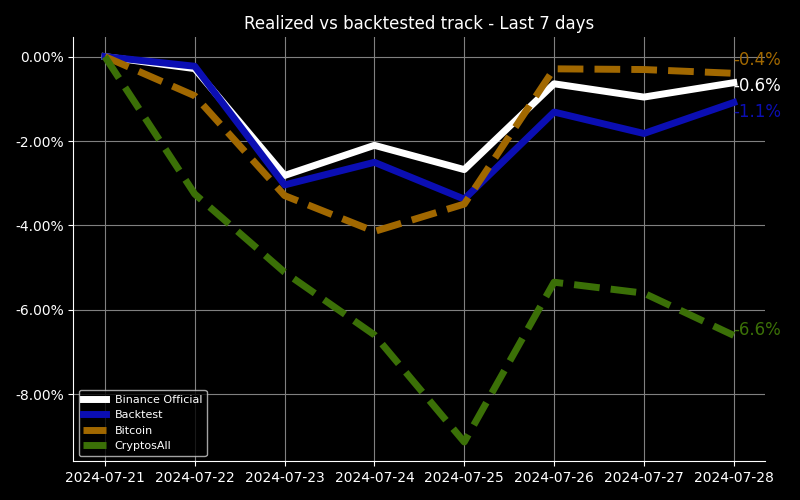 Realized vs backtested track - Last 7 days
0.00%
-2.00%
-4.00%
-6.00%
-8.00%
-0.4%
-0.6%
-1.1%
-6.6%
Binance Official
Backtest
Bitcoin
CryptosAll
2024-07-21 2024-07-22 2024-07-23 2024-07-24 2024-07-25 2024-07-26 2024-07-27 2024-07-28